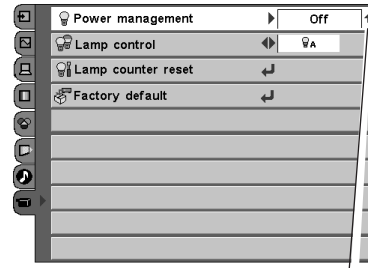 Power management Off
Lamp control A
Lamp counter reset
Factory default